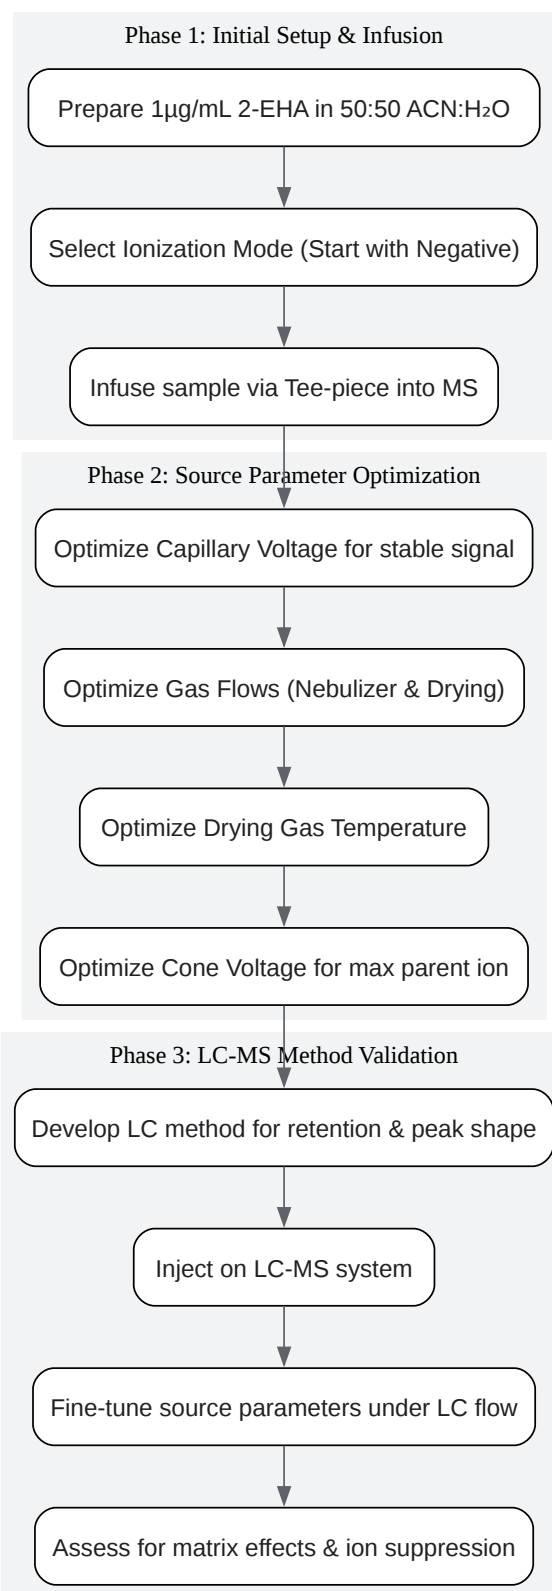 Phase 1: Initial Setup & Infusion
Prepare 1µg/mL 2-EHA in 50:50 ACN:H₂O
Select Ionization Mode (Start with Negative)
Infuse sample via Tee-piece into MS
Phase 2: Source Parameter Optimization
Optimize Capillary Voltage for stable signal
Optimize Gas Flows (Nebulizer & Drying)
Optimize Drying Gas Temperature
Optimize Cone Voltage for max parent ion
Phase 3: LC-MS Method Validation
Develop LC method for retention & peak shape
Inject on LC-MS system
Fine-tune source parameters under LC flow
Assess for matrix effects & ion suppression